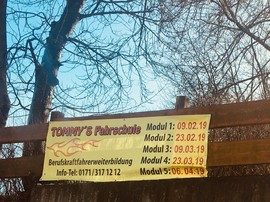 TOMMY´S Fahrschule
Berufskraftfahrerweiterbildung
Info-Tel: 0171/317 12 12
Modul 1: 09.02.19
Modul 2: 23.02.19
Modul 3: 09.03.19
Modul 4: 23.03.19
Modul 5: 06.04.19